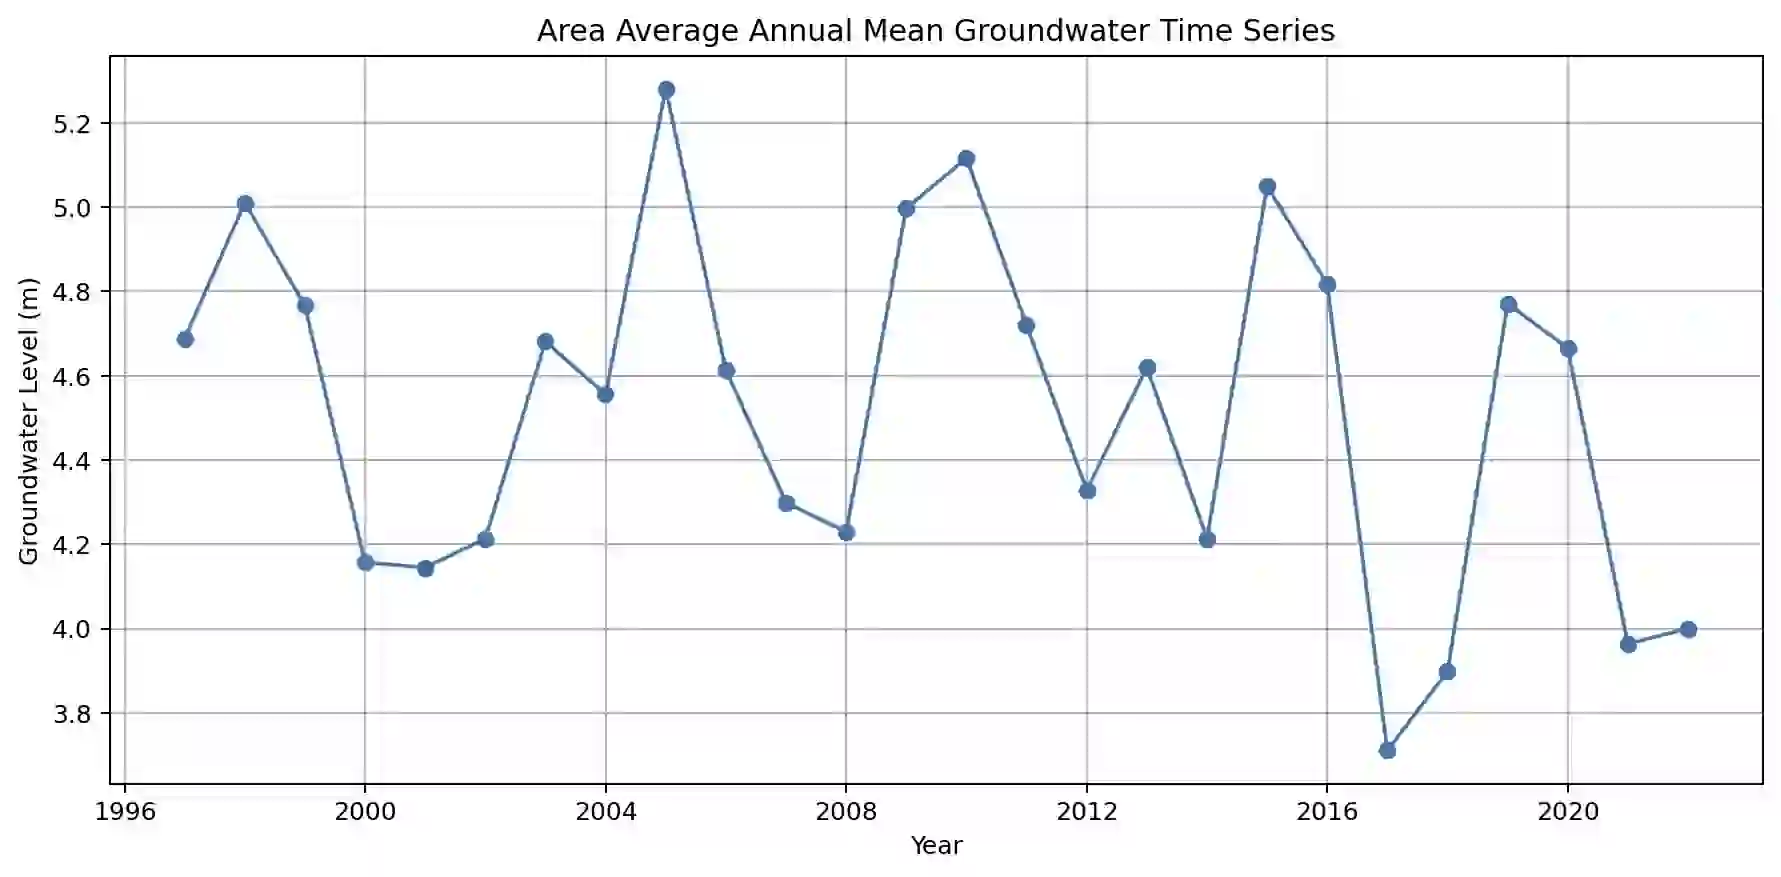 Area Average Annual Mean Groundwater Time Series
Groundwater Level (m)
5.2
5.0
4.8
4.6
4.4
4.2
4.0
3.8
1996 2000 2004 2008 2012 2016 2020
Year